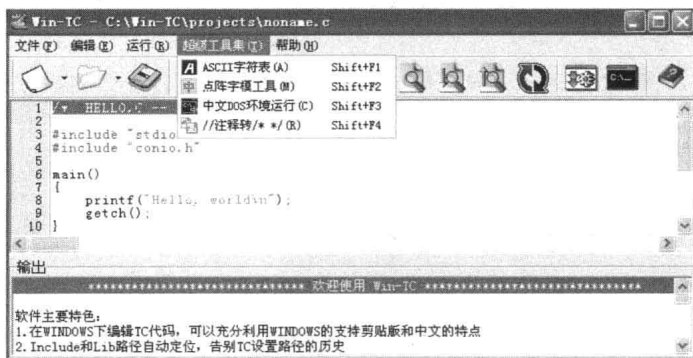 Win-TC - C:\Win-TC\projects\noname.c
文件(F) 编辑(E) 运行(R) 超级工具集(T) 帮助(H)
ASCII字符表(A) Shift+F1
点阵字模工具(M) Shift+F2
中文DOS环境运行(C) Shift+F3
//注释转/* */(R) Shift+F4
1 /* HELLO.C --
2
3 #include "stdio
4 #include "conio.h"
5
6 main()
7 {
8 printf("Hello, world\n");
9 getch();
10 }
输出
***************************** 欢迎使用 Win-TC *****************************
软件主要特色:
1.在WINDOWS下编辑TC代码,可以充分利用WINDOWS的支持剪贴版和中文的特点
2.Include和Lib路径自动定位,告别TC设置路径的历史